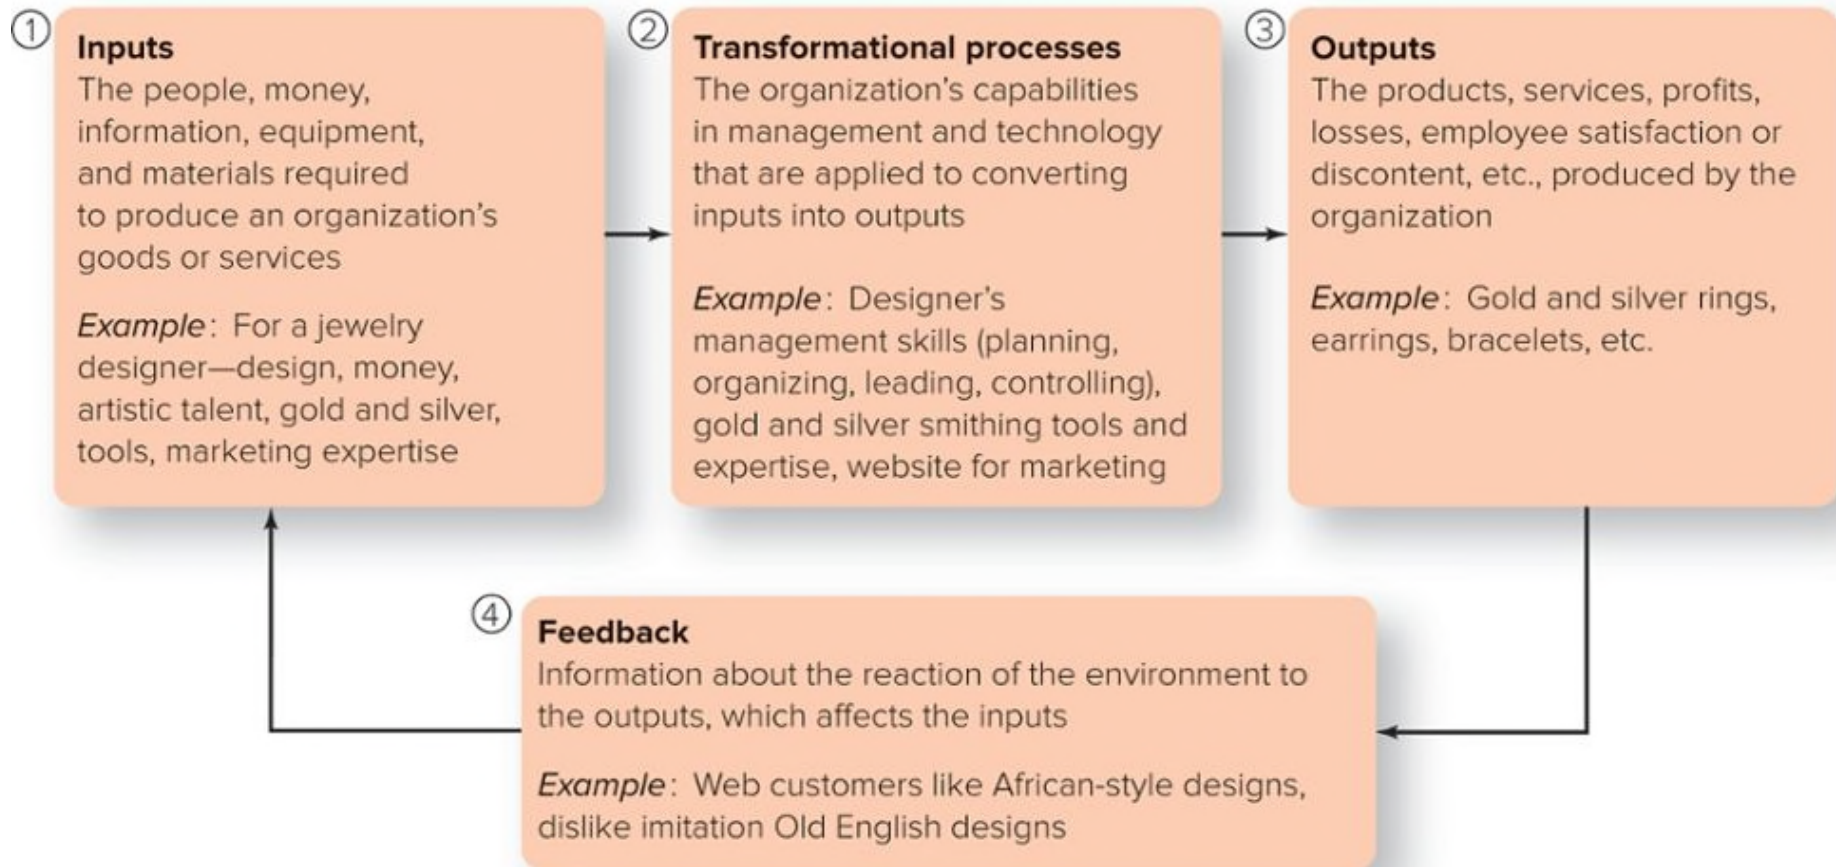 ①
Inputs
The people, money,
information, equipment,
and materials required
to produce an organization’s
goods or services
Example: For a jewelry
designer—design, money,
artistic talent, gold and silver,
tools, marketing expertise
②
Transformational processes
The organization’s capabilities
in management and technology
that are applied to converting
inputs into outputs
Example: Designer’s
management skills (planning,
organizing, leading, controlling),
gold and silver smithing tools and
expertise, website for marketing
③
Outputs
The products, services, profits,
losses, employee satisfaction or
discontent, etc., produced by the
organization
Example: Gold and silver rings,
earrings, bracelets, etc.
④
Feedback
Information about the reaction of the environment to
the outputs, which affects the inputs
Example: Web customers like African-style designs,
dislike imitation Old English designs